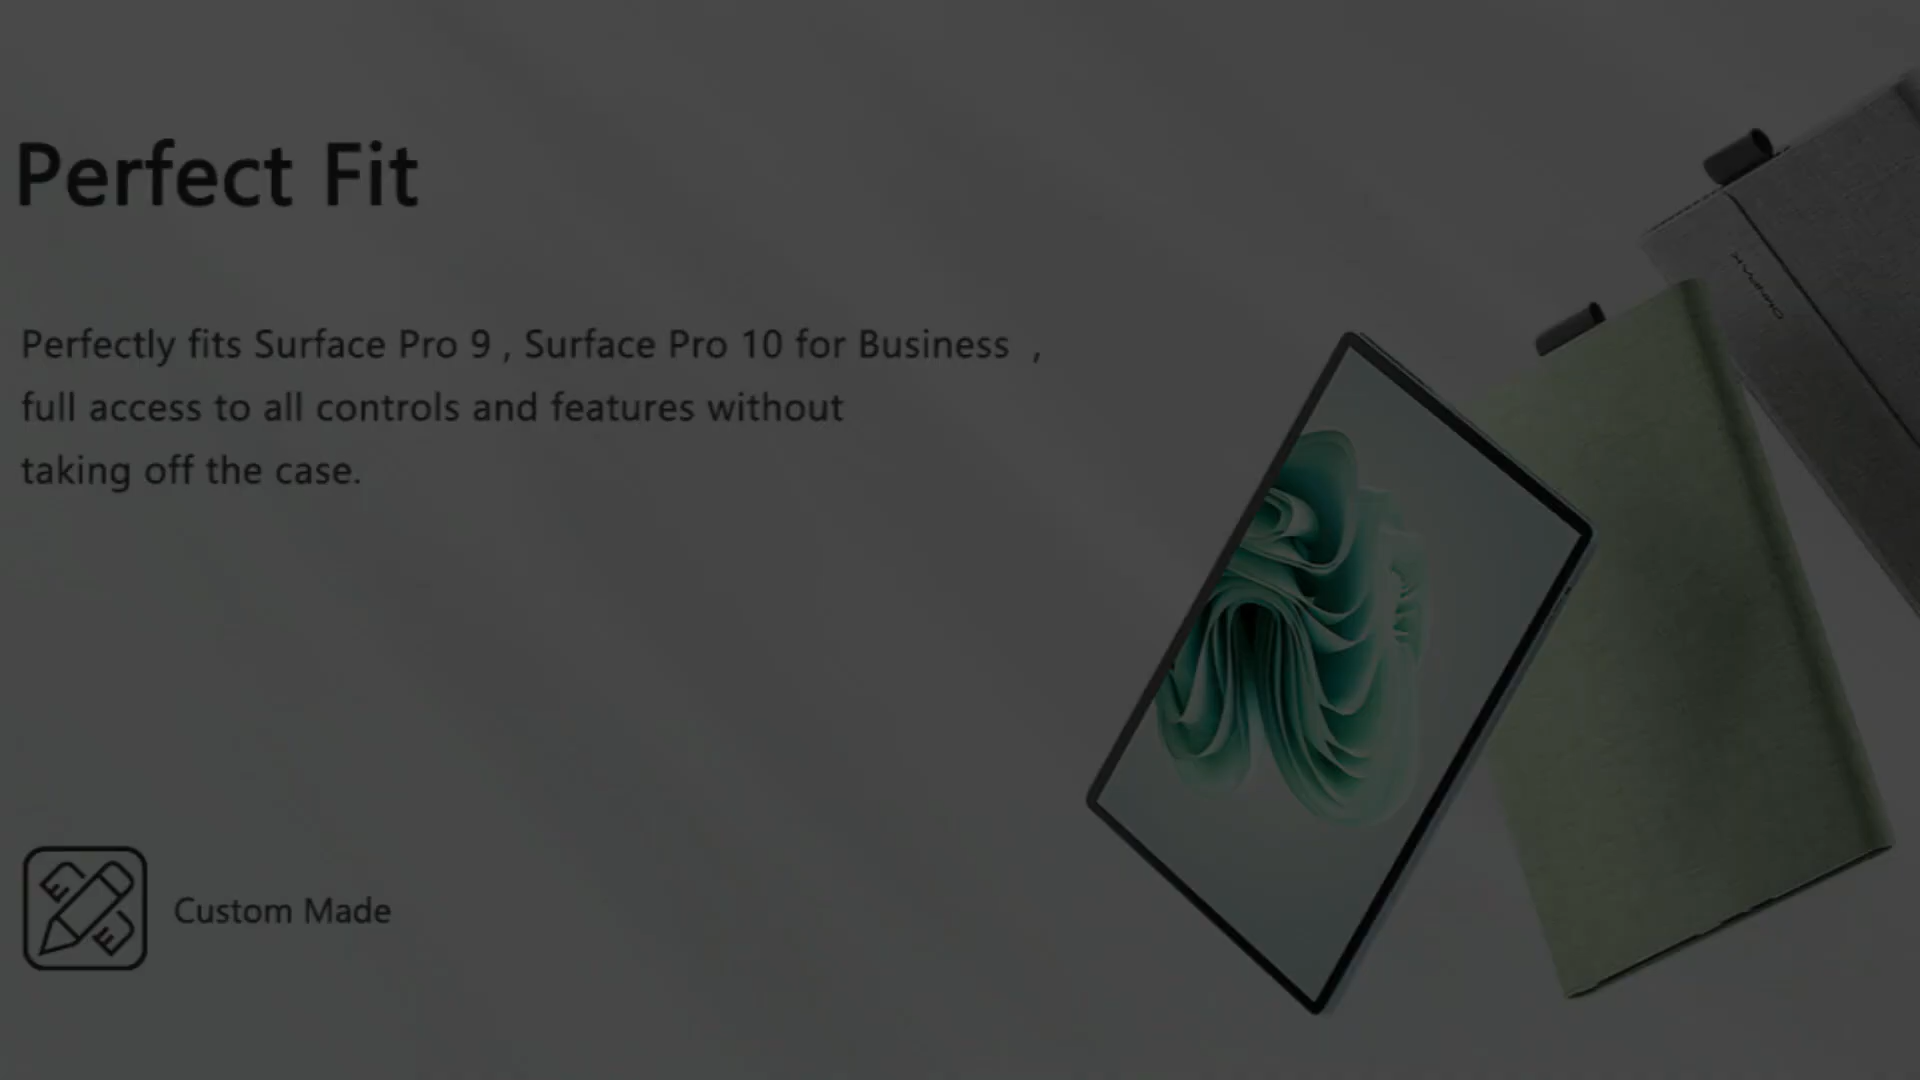 Perfect Fit
Perfectly fits Surface Pro 9 , Surface Pro 10 for Business ,
full access to all controls and features without
taking off the case.
Custom Made